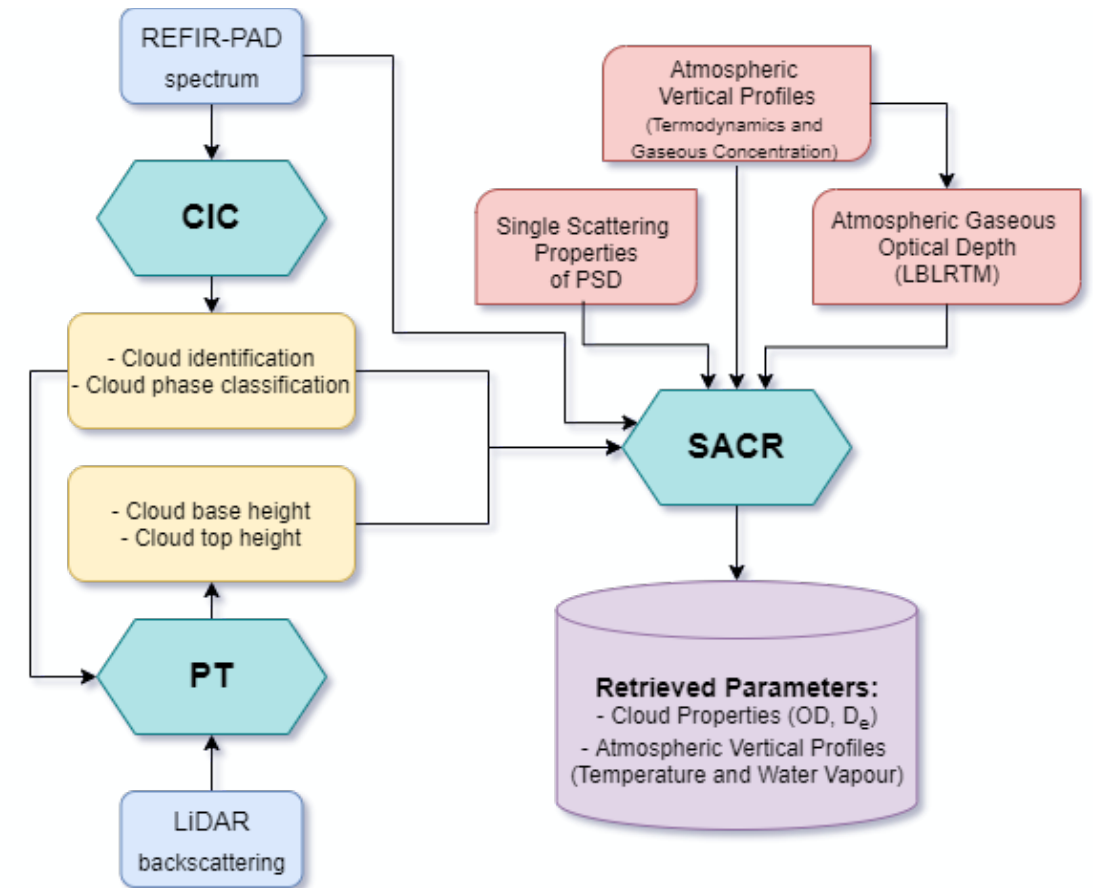 REFIR-PAD
spectrum
CIC
- Cloud identification
- Cloud phase classification
- Cloud base height
- Cloud top height
PT
LiDAR
backscattering
Atmospheric
Vertical Profiles
(Termodynamics and
Gaseous Concentration)
Single Scattering
Properties
of PSD
Atmospheric Gaseous
Optical Depth
(LBLRTM)
SACR
Retrieved Parameters:
- Cloud Properties (OD, Dₑ)
- Atmospheric Vertical Profiles
(Temperature and Water Vapour)